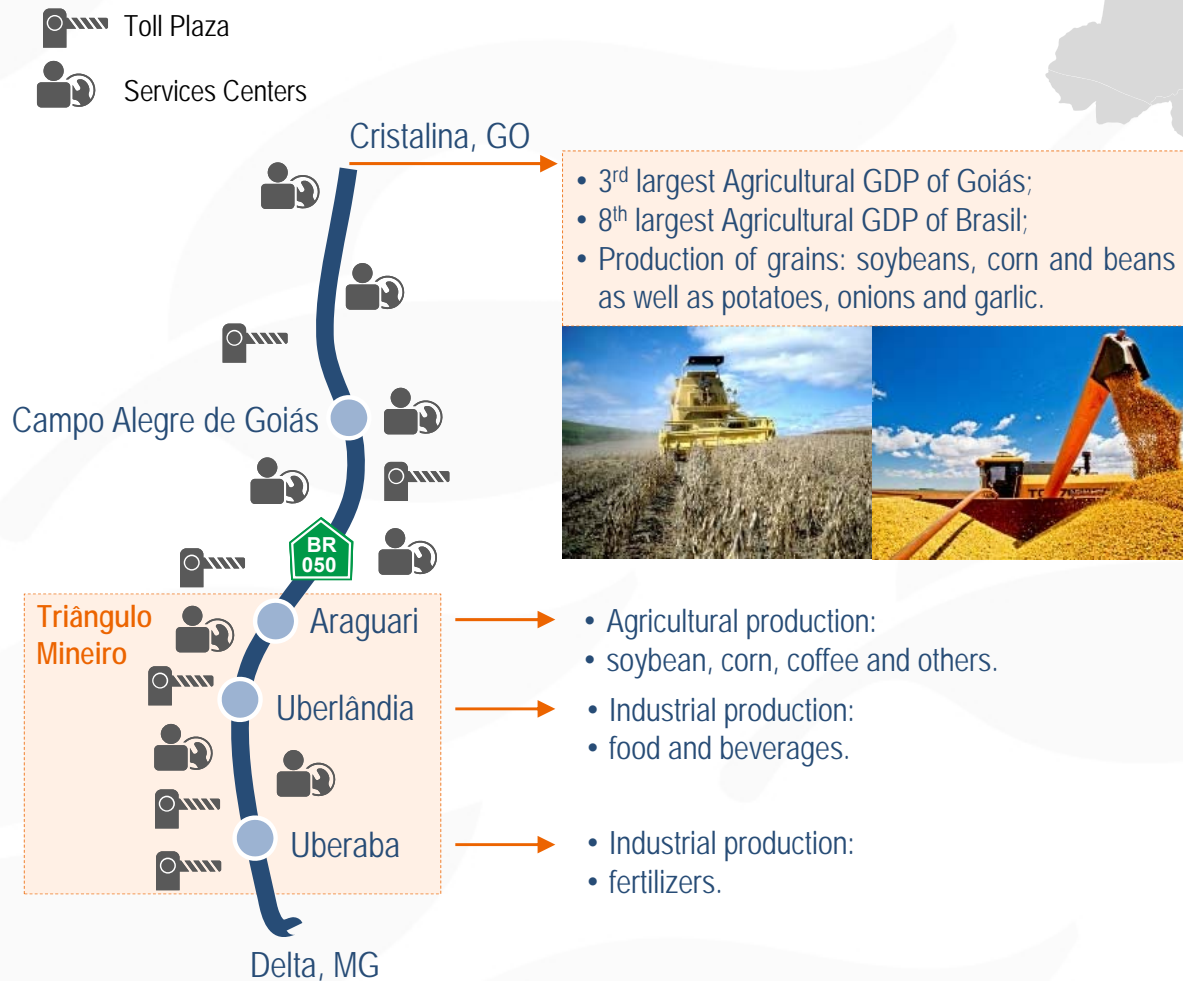 Toll Plaza
Services Centers
Cristalina, GO
• 3rd largest Agricultural GDP of Goiás;
• 8th largest Agricultural GDP of Brasil;
• Production of grains: soybeans, corn and beans
as well as potatoes, onions and garlic.
Campo Alegre de Goiás
BR
050
Triângulo
Mineiro
Araguari
• Agricultural production:
• soybean, corn, coffee and others.
Uberlândia
• Industrial production:
• food and beverages.
Uberaba
• Industrial production:
• fertilizers.
Delta, MG